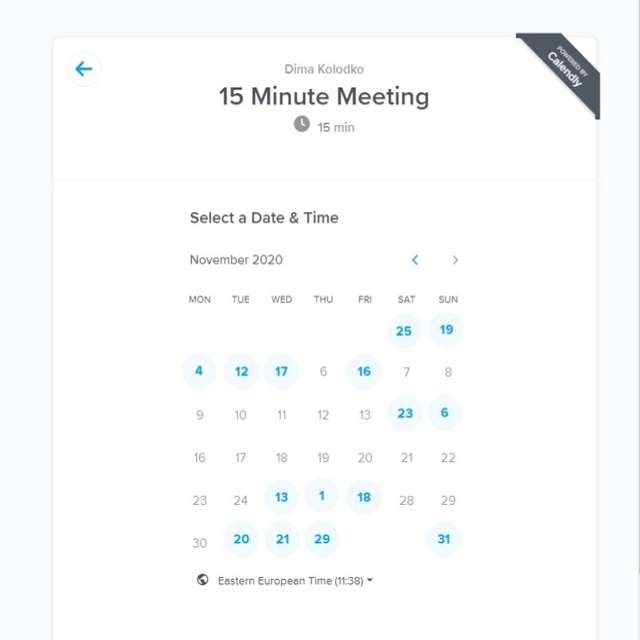 Dima Kolodko
15 Minute Meeting
15 min
POWERED BY
Calendly
Select a Date & Time
November 2020
MON TUE WED THU FRI SAT SUN
25 19
4 12 17 6 16 7 8
9 10 11 12 13 23 6
16 17 18 19 20 21 22
23 24 13 1 18 28 29
30 20 21 29 31
Eastern European Time (11:38)